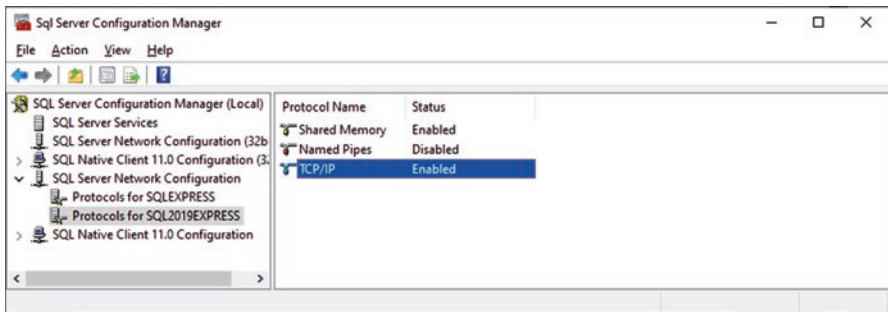 Sql Server Configuration Manager
File Action View Help
SQL Server Configuration Manager (Local)
SQL Server Services
SQL Server Network Configuration (32b
SQL Native Client 11.0 Configuration (32
SQL Server Network Configuration
Protocols for SQLEXPRESS
Protocols for SQL2019EXPRESS
SQL Native Client 11.0 Configuration
Protocol Name Status
Shared Memory Enabled
Named Pipes Disabled
TCP/IP Enabled